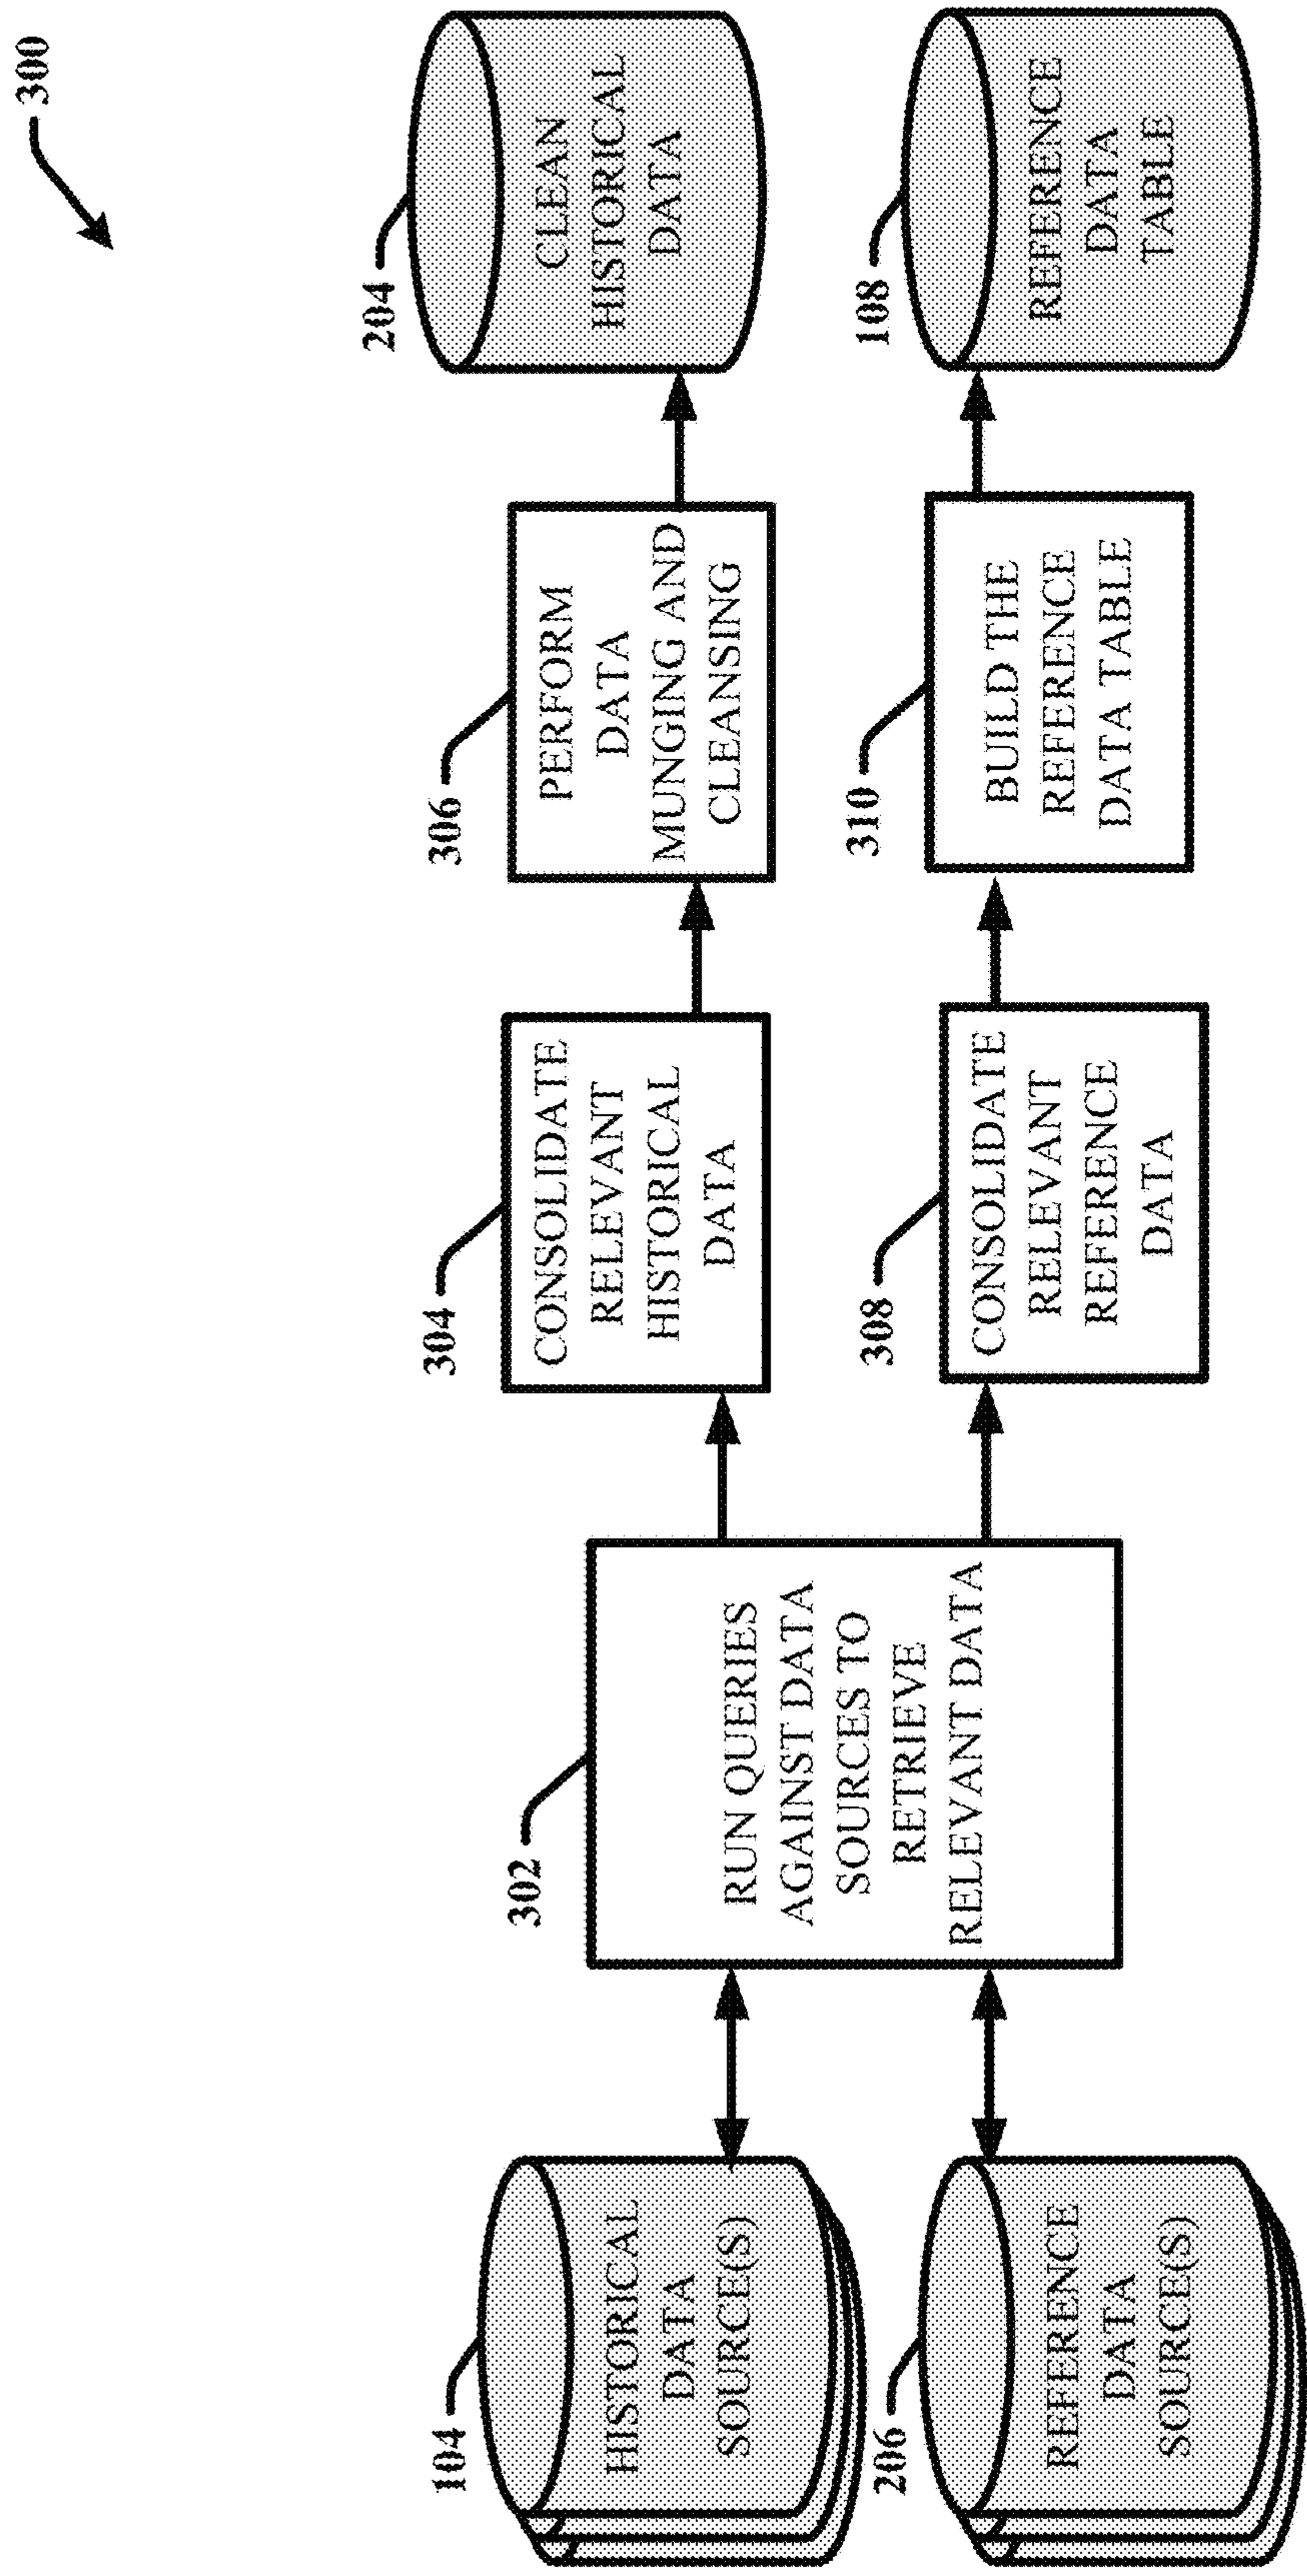 300
104
HISTORICAL
DATA
SOURCE(S)
206
REFERENCE
DATA
SOURCE(S)
302
RUN QUERIES
AGAINST DATA
SOURCES TO
RETRIEVE
RELEVANT DATA
304
CONSOLIDATE
RELEVANT
HISTORICAL
DATA
306
PERFORM
DATA
MUNGING AND
CLEANSING
204
CLEAN
HISTORICAL
DATA
308
CONSOLIDATE
RELEVANT
REFERENCE
DATA
310
BUILD THE
REFERENCE
DATA TABLE
108
REFERENCE
DATA
TABLE